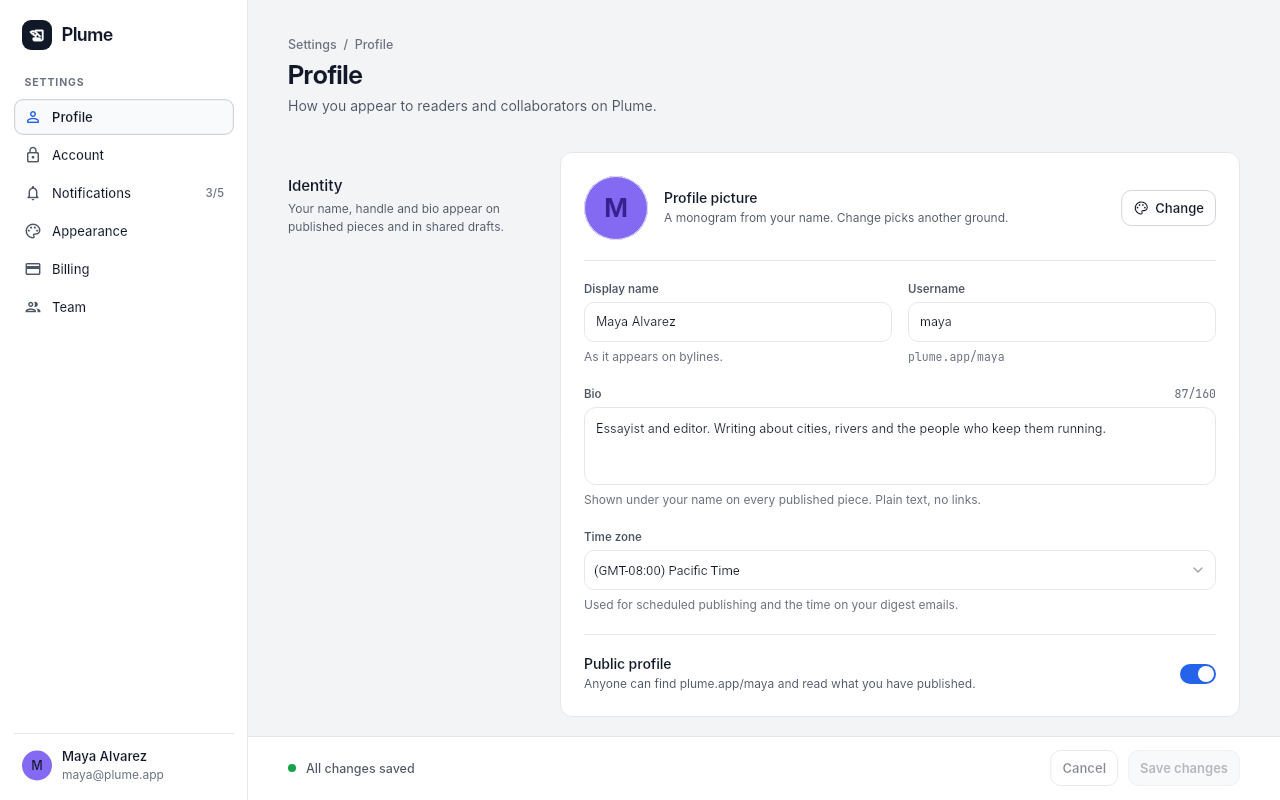 Plume
SETTINGS
Profile
Account
Notifications 3/5
Appearance
Billing
Team
M
Maya Alvarez
maya@plume.app
Settings / Profile
Profile
How you appear to readers and collaborators on Plume.
Identity
Your name, handle and bio appear on
published pieces and in shared drafts.
M
Profile picture
A monogram from your name. Change picks another ground.
Change
Display name
Maya Alvarez
As it appears on bylines.
Username
maya
plume.app/maya
Bio 87/160
Essayist and editor. Writing about cities, rivers and the people who keep them running.
Shown under your name on every published piece. Plain text, no links.
Time zone
(GMT-08:00) Pacific Time
Used for scheduled publishing and the time on your digest emails.
Public profile
Anyone can find plume.app/maya and read what you have published.
All changes saved
Cancel
Save changes